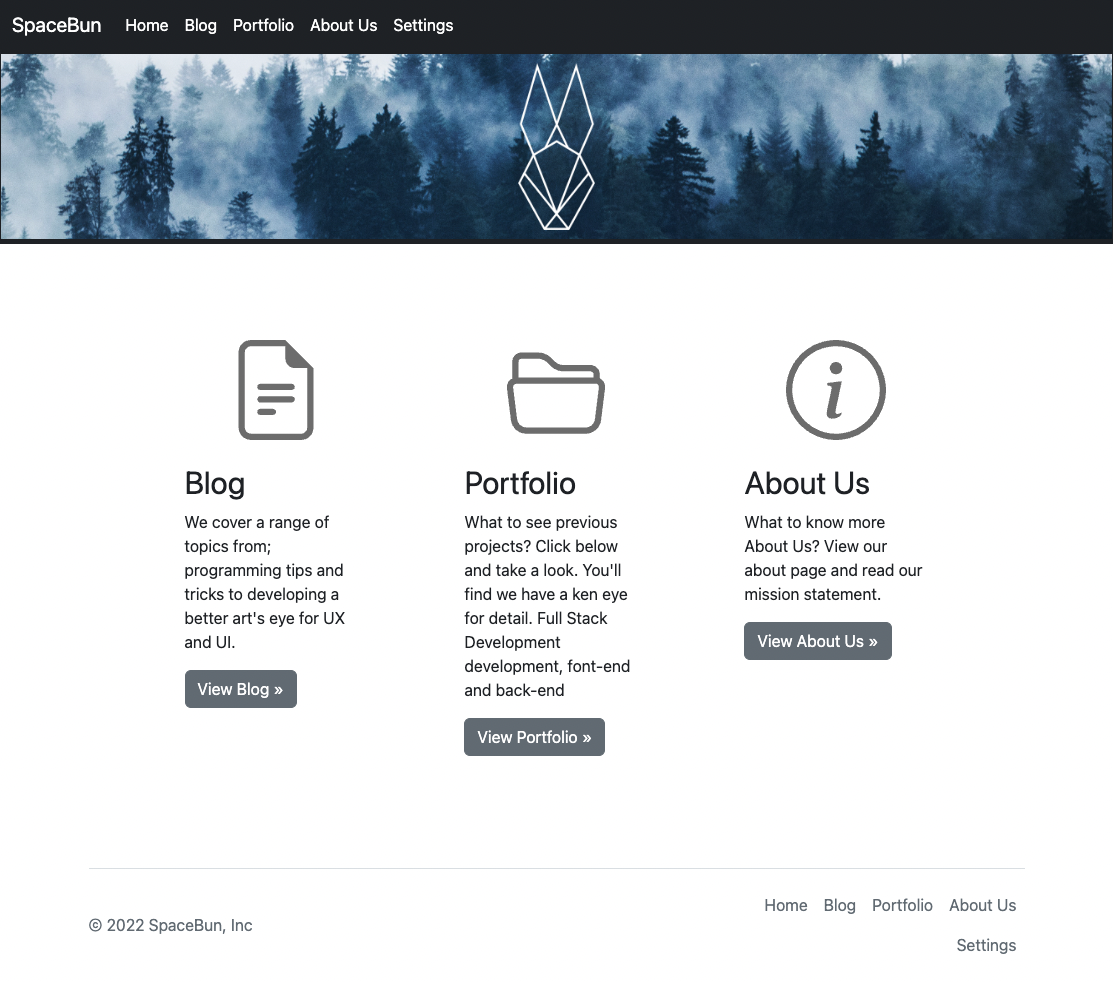 SpaceBun Home Blog Portfolio About Us Settings
Blog
We cover a range of
topics from;
programming tips and
tricks to developing a
better art's eye for UX
and UI.
View Blog »
Portfolio
What to see previous
projects? Click below
and take a look. You'll
find we have a ken eye
for detail. Full Stack
Development
development, font-end
and back-end
View Portfolio »
About Us
What to know more
About Us? View our
about page and read our
mission statement.
View About Us »
© 2022 SpaceBun, Inc
Home Blog Portfolio About Us
Settings